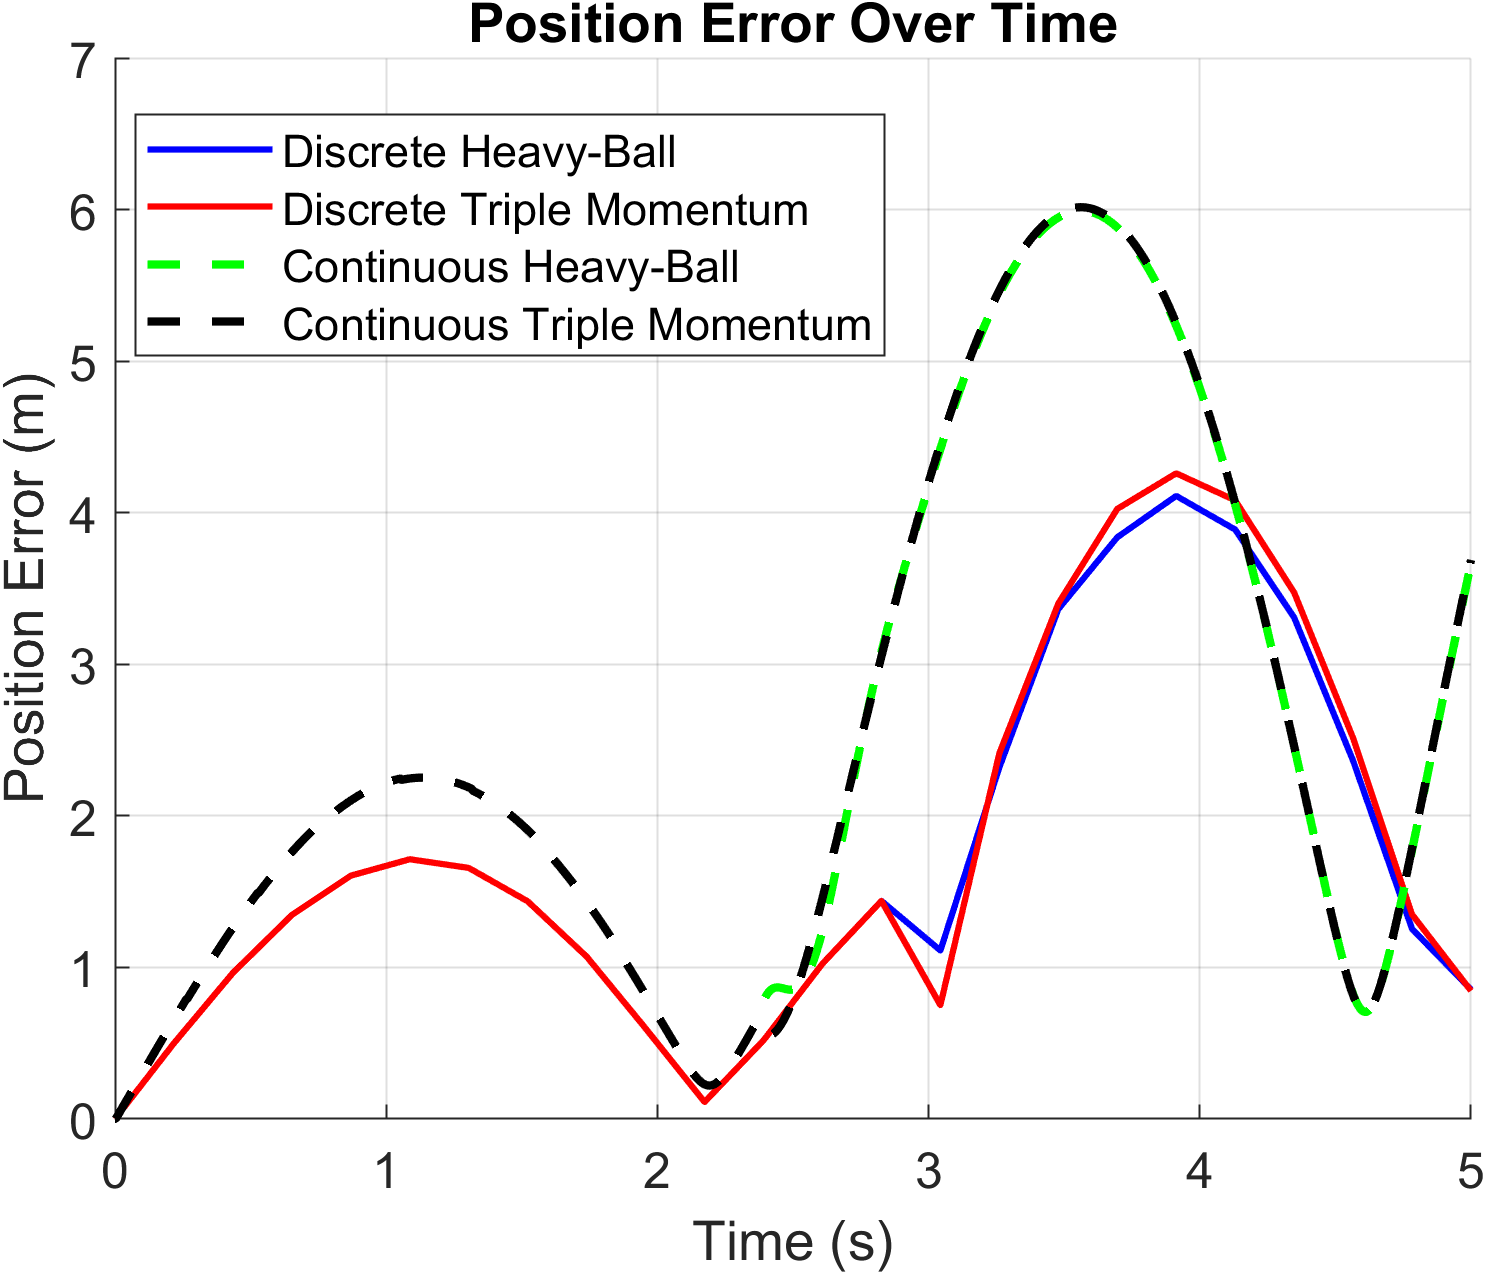 Position Error Over Time
Position Error (m)
7
6
5
4
3
2
1
0
Discrete Heavy-Ball
Discrete Triple Momentum
Continuous Heavy-Ball
Continuous Triple Momentum
0 1 2 3 4 5
Time (s)